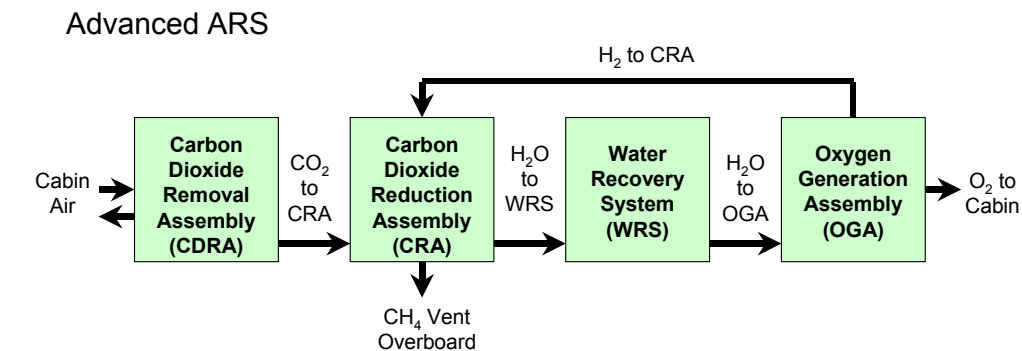 Advanced ARS
H₂ to CRA
Cabin
Air
Carbon
Dioxide
Removal
Assembly
(CDRA)
CO₂
to
CRA
Carbon
Dioxide
Reduction
Assembly
(CRA)
H₂O
to
WRS
Water
Recovery
System
(WRS)
H₂O
to
OGA
Oxygen
Generation
Assembly
(OGA)
O₂ to
Cabin
CH₄ Vent
Overboard